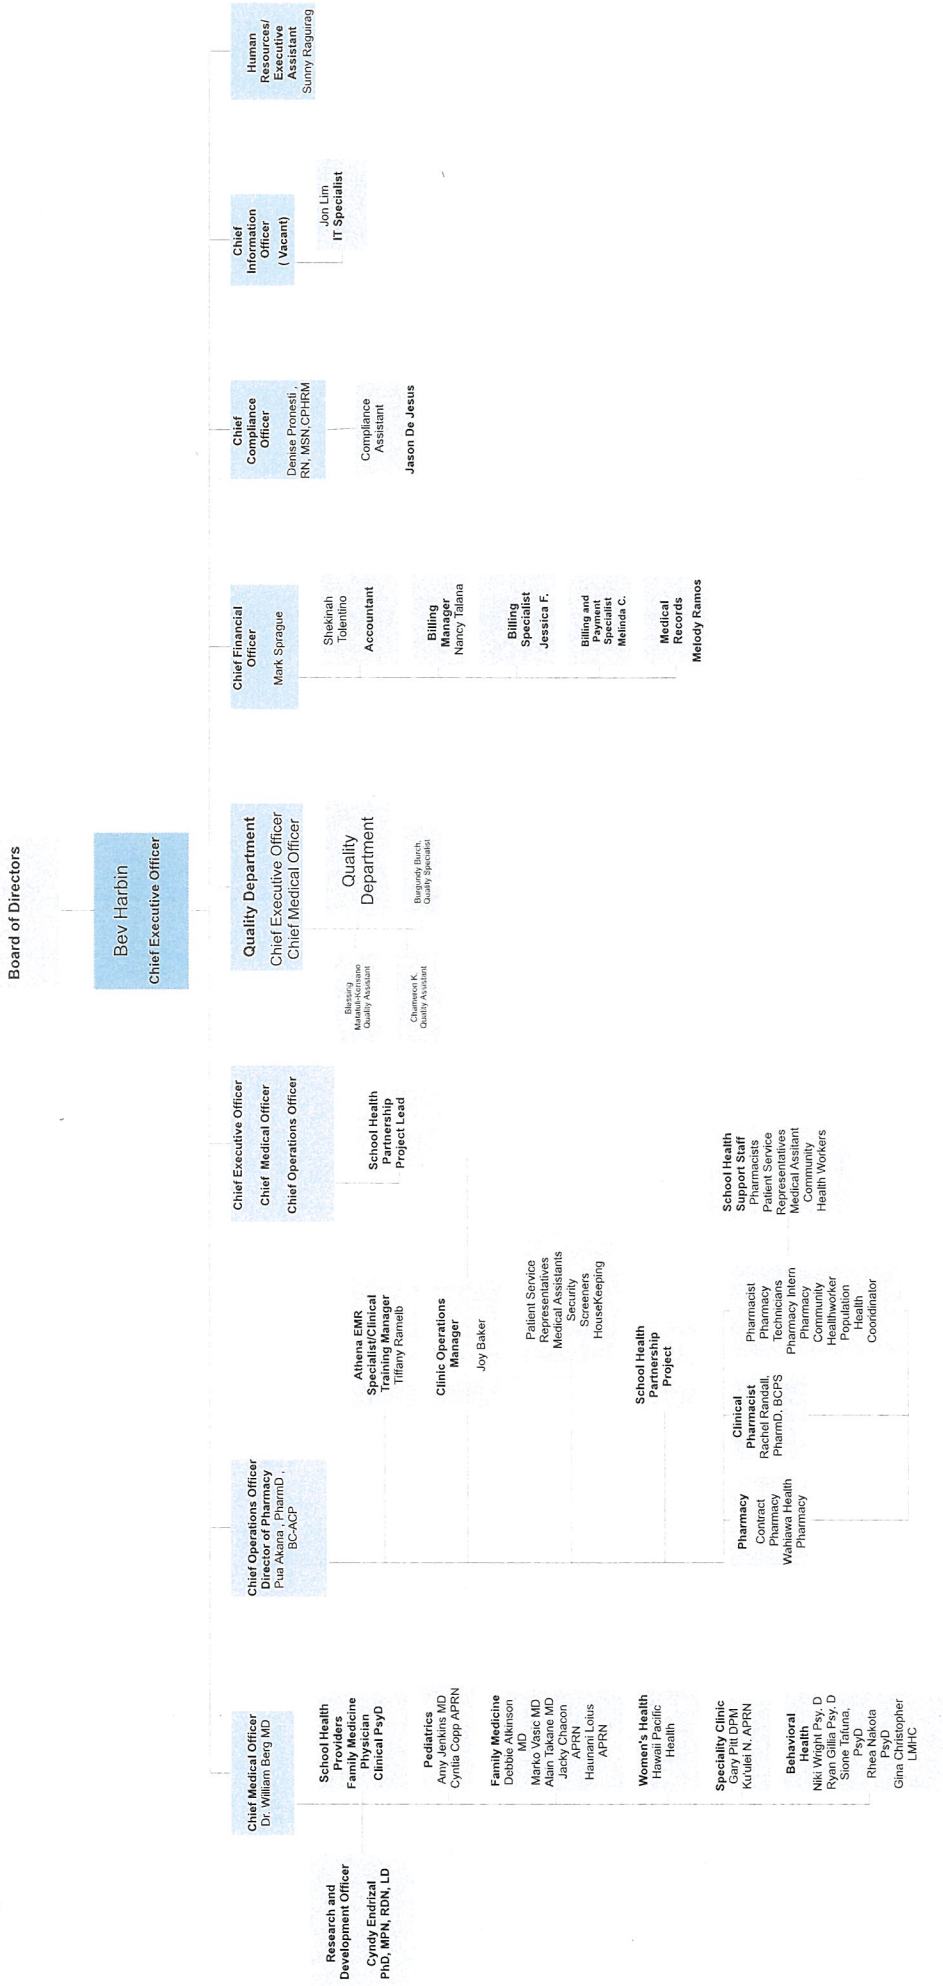 Board of Directors
Bev Harbin
Chief Executive Officer
Chief Medical Officer
Dr. William Berg MD
Research and
Development Officer
Cyndy Endrizal
PhD, MPN, RDN, LD
School Health
Providers
Family Medicine
Physician
Clinical PsyD
Pediatrics
Amy Jenkins MD
Cyntia Copp APRN
Family Medicine
Debbie Atkinson
MD
Marko Vasic MD
Alain Takane MD
Jacky Chacon
APRN
Haunani Loius
APRN
Women's Health
Hawaii Pacific
Health
Speciality Clinic
Gary Pitt DPM
Ku'ulei N. APRN
Behavioral
Health
Niki Wright Psy. D
Ryan Gillia Psy. D
Sione Tafuna,
PsyD
Rhea Nakota
PsyD
Gina Christopher
LMHC
Chief Operations Officer
Director of Pharmacy
Pua Akana , PharmD ,
BC-ACP
Athena EMR
Specialist/Clinical
Training Manager
Tiffany Ramelb
Clinic Operations
Manager
Joy Baker
Patient Service
Representatives
Medical Assistants
Security
Screeners
HouseKeeping
School Health
Partnership
Project
Pharmacy
Contract
Pharmacy
Wahiawa Health
Pharmacy
Clinical
Pharmacist
Rachel Randall,
PharmD, BCPS
Pharmacist
Pharmacy
Technicians
Pharmacy Intern
Pharmacy
Community
Healthworker
Population
Health
Cooridinator
School Health
Support Staff
Pharmacists
Patient Service
Representatives
Medical Assitant
Community
Health Workers
Chief Executive Officer
Chief Medical Officer
Chief Operations Officer
School Health
Partnership
Project Lead
Quality Department
Chief Executive Officer
Chief Medical Officer
Quality
Department
Blessing
Quality Assistant
Chameron K.
Quality Assistant
Burgundy Burch,
Quality Specialist
Chief Financial
Officer
Mark Sprague
Shekinah
Tolentino
Accountant
Billing
Manager
Nancy Talana
Billing
Specialist
Jessica F.
Billing and
Payment
Specialist
Melinda C.
Medical
Records
Melody Ramos
Chief
Compliance
Officer
Denise Pronesti ,
RN, MSN,CPHRM
Compliance
Assistant
Jason De Jesus
Chief
Information
Officer
( Vacant)
Jon Lim
IT Specialist
Human
Resources/
Executive
Assistant
Sunny Raguirag